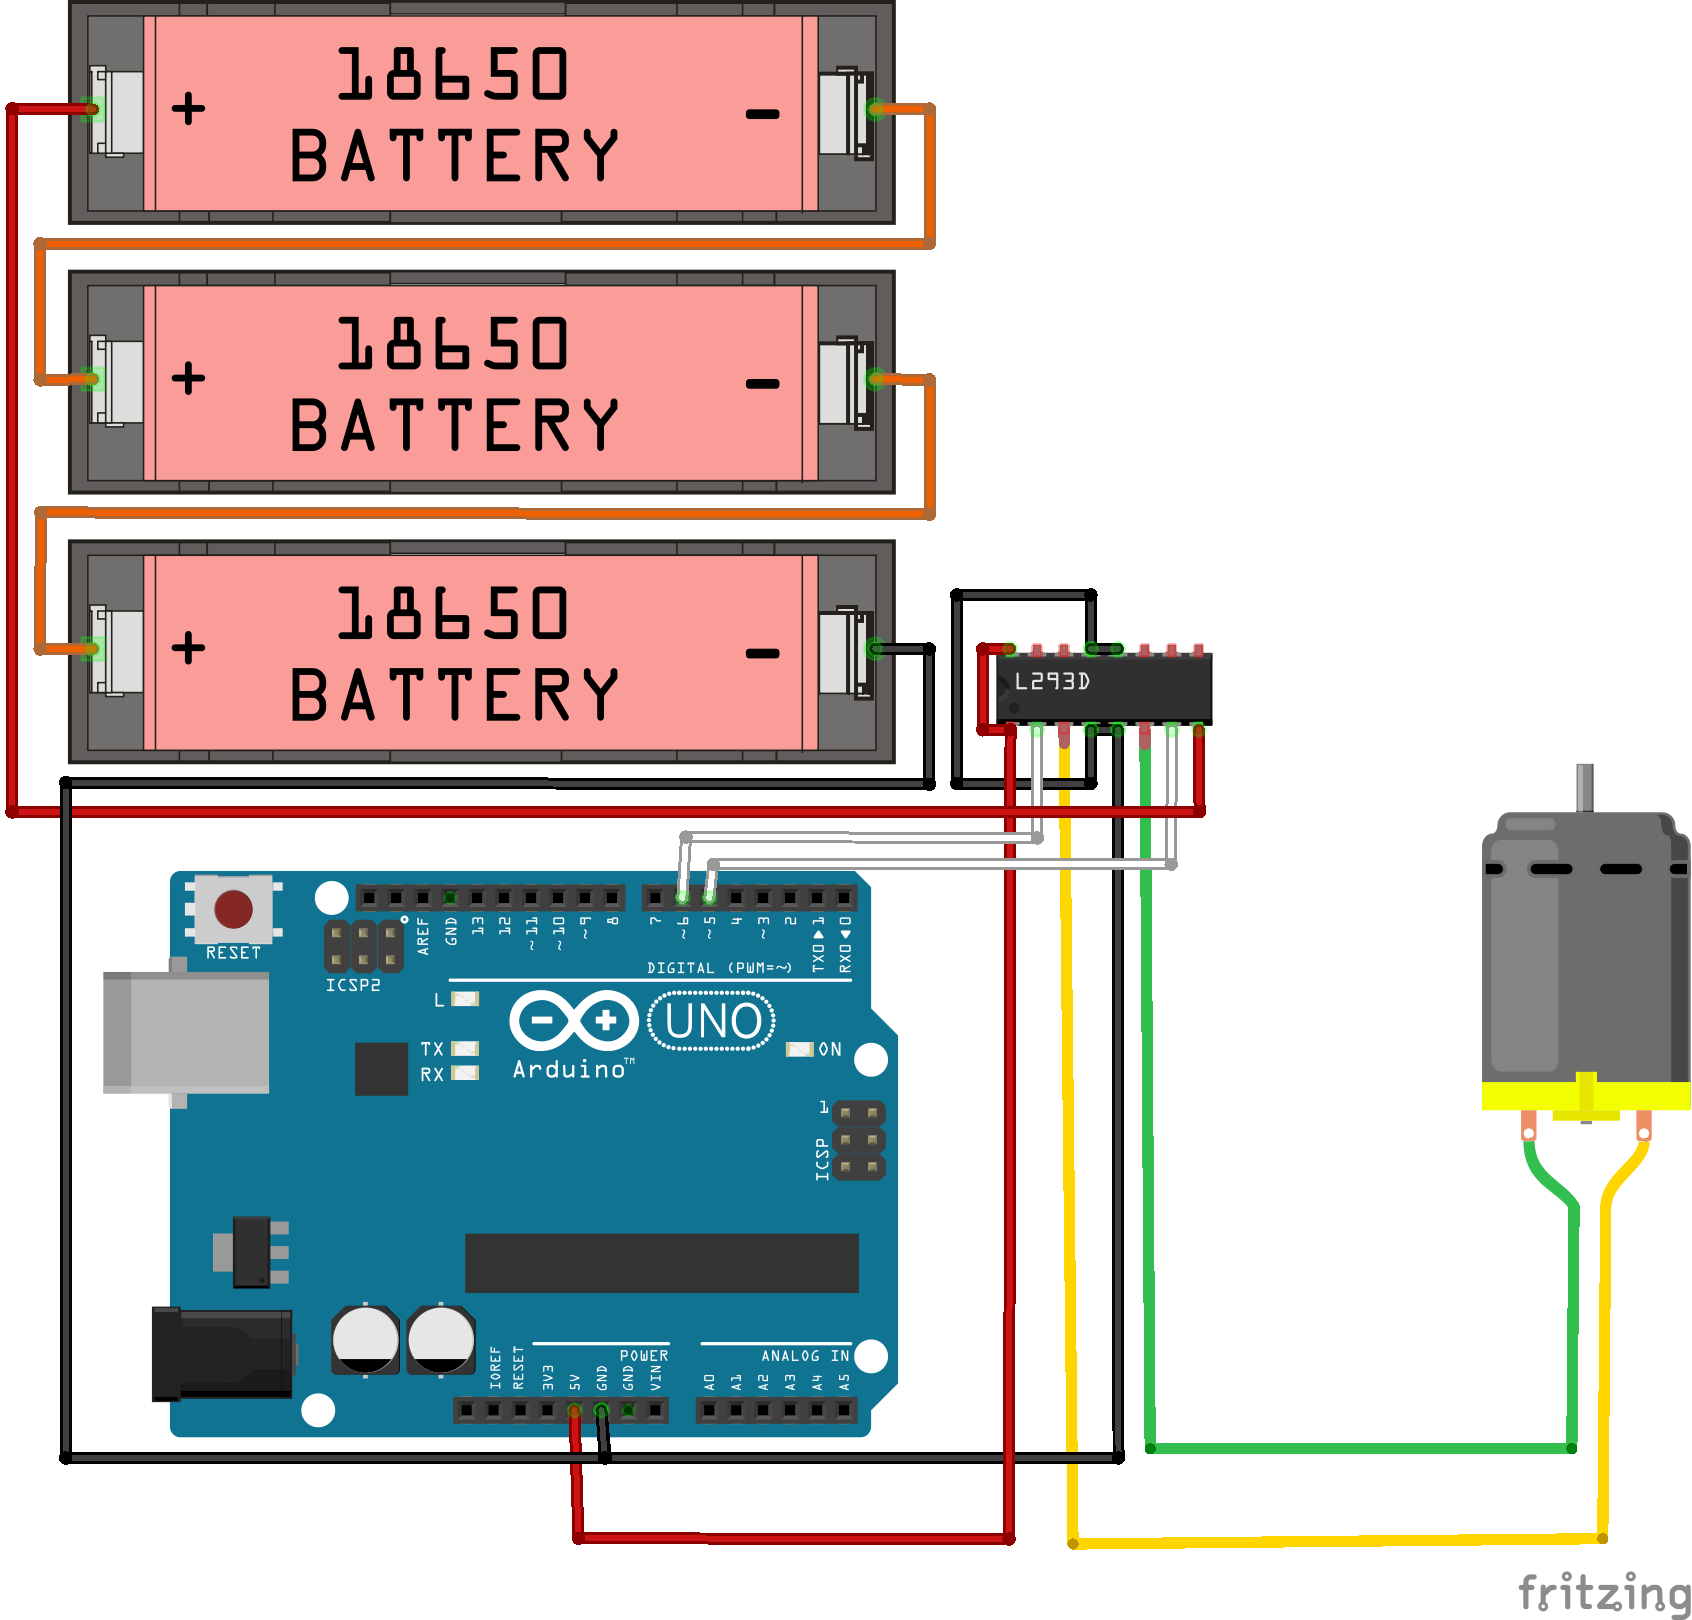 18650
BATTERY
+
-
18650
BATTERY
+
-
18650
BATTERY
+
-
L293D
RESET
ICSP2
AREF
GND
13
12
~11
~10
~9
8
7
~6
~5
4
~3
2
TX0▶1
RX0◀0
DIGITAL (PWM=~)
L
TX
RX
UNO
Arduino™
ON
1
ICSP
IOREF
RESET
3V3
5V
GND
GND
VIN
POWER
A0
A1
A2
A3
A4
A5
ANALOG IN
fritzing